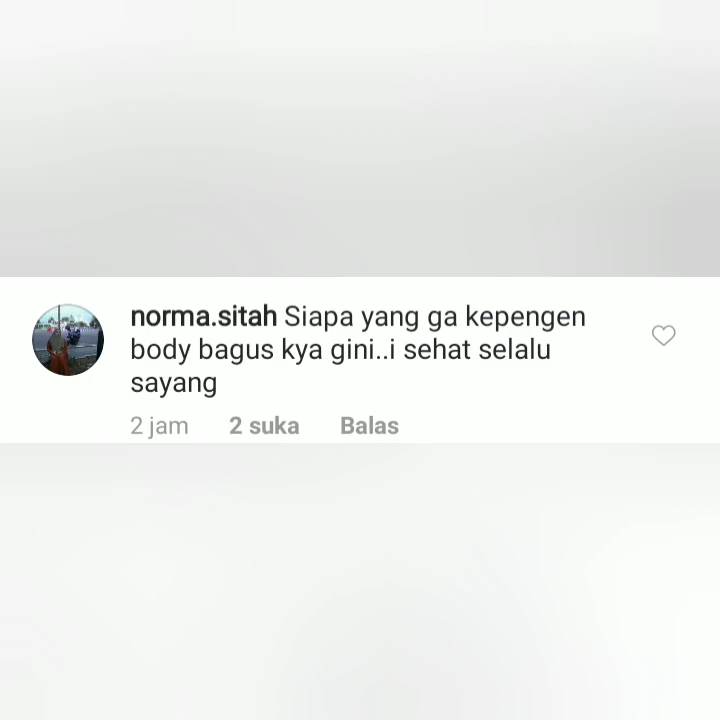 norma.sitah Siapa yang ga kepengen
body bagus kya gini..i sehat selalu
sayang
2 jam 2 suka Balas